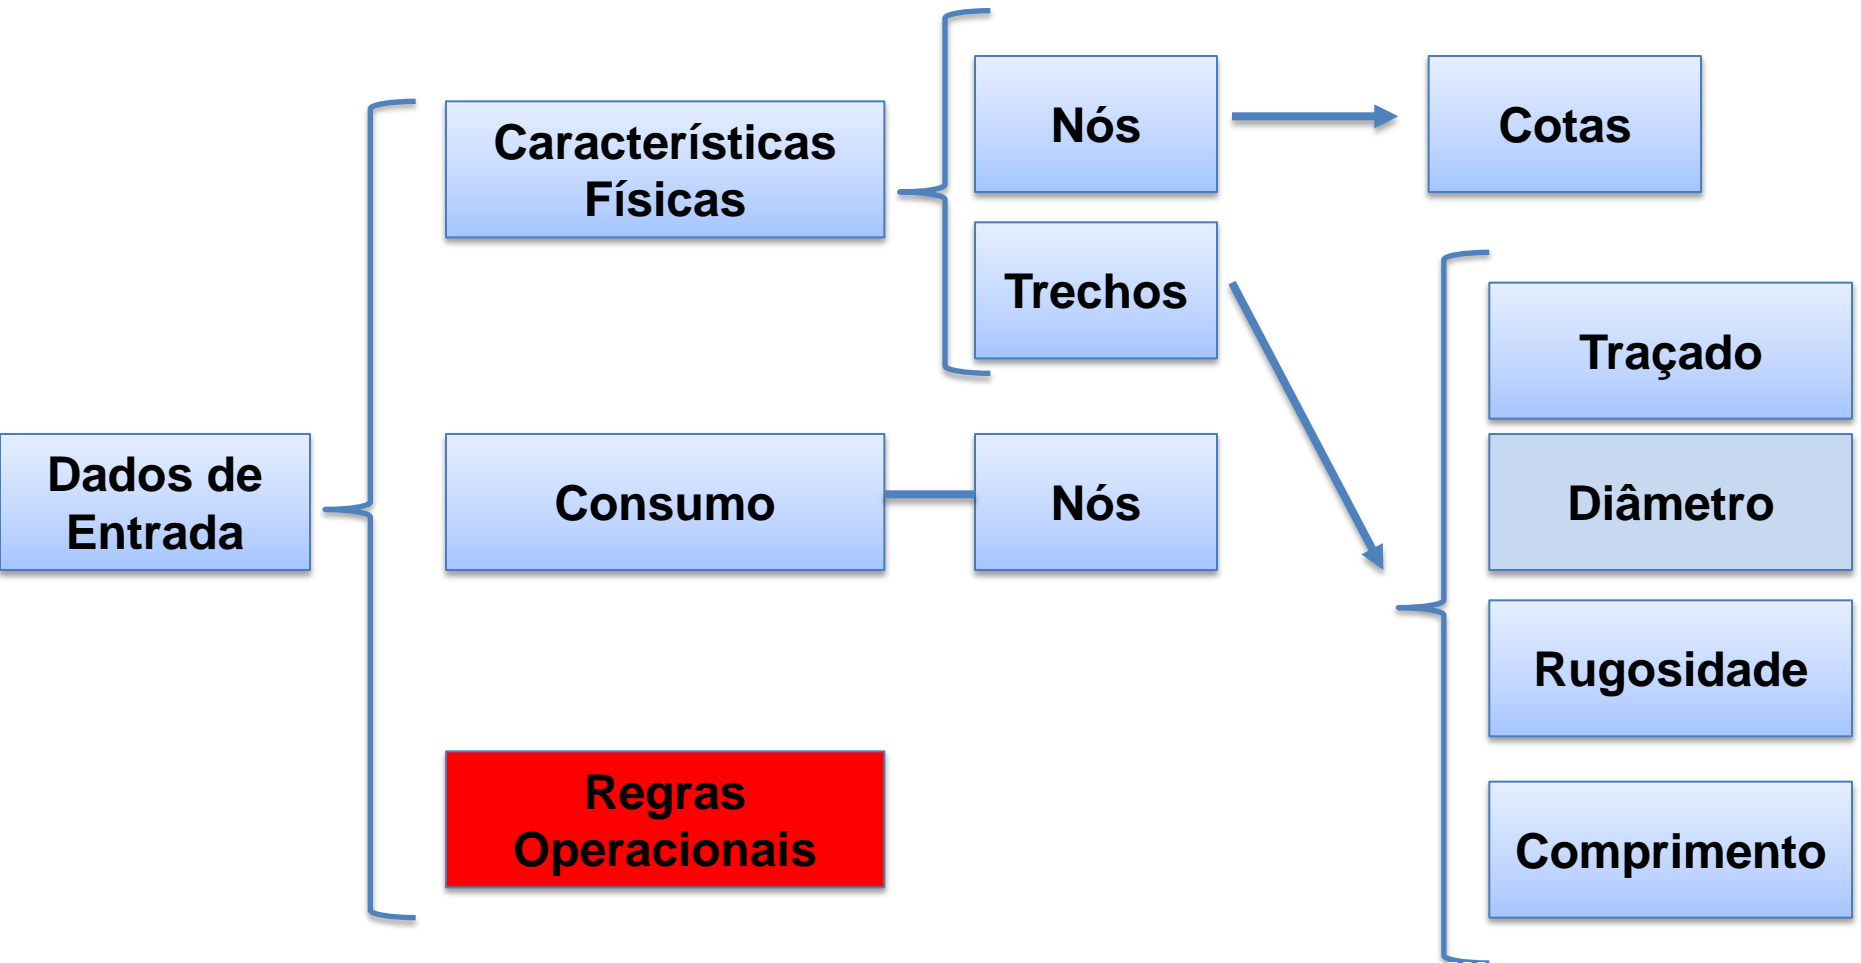 Dados de
Entrada
Características
Físicas
Nós
Cotas
Trechos
Traçado
Diâmetro
Rugosidade
Comprimento
Consumo
Nós
Regras
Operacionais